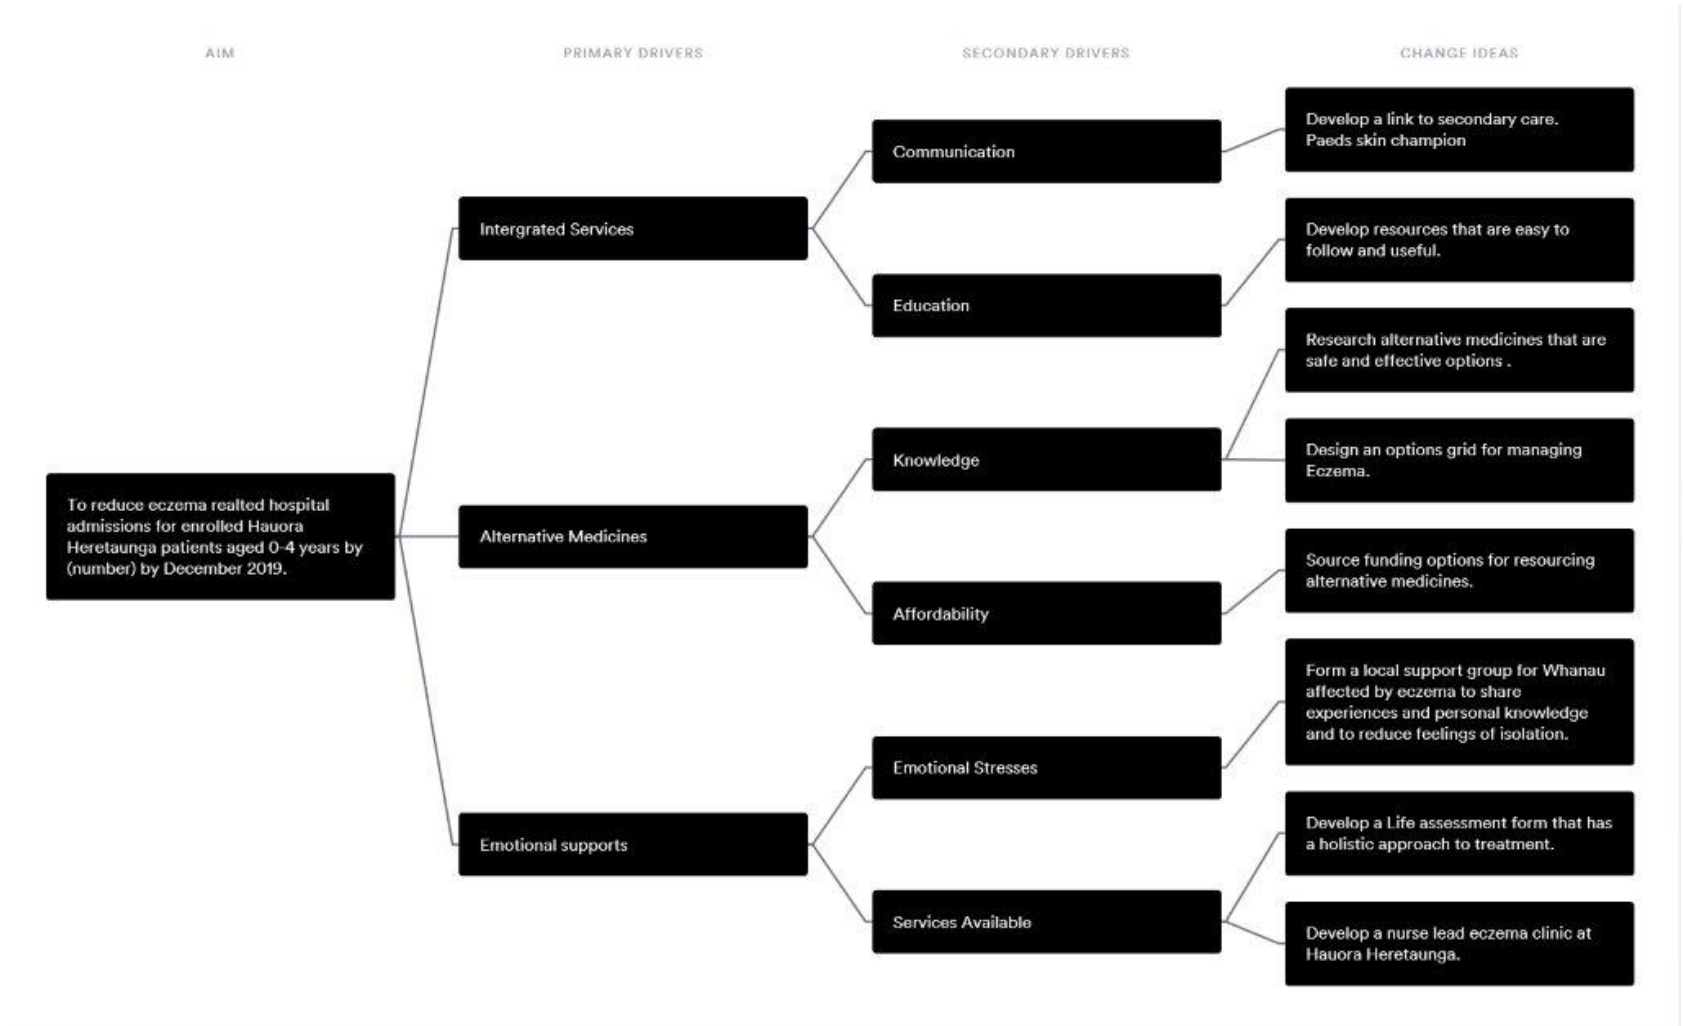 AIM
PRIMARY DRIVERS
SECONDARY DRIVERS
CHANGE IDEAS
To reduce eczema realted hospital
admissions for enrolled Hauora
Heretaunga patients aged 0-4 years by
(number) by December 2019.
Intergrated Services
Alternative Medicines
Emotional supports
Communication
Education
Knowledge
Affordability
Emotional Stresses
Services Available
Develop a link to secondary care.
Paeds skin champion
Develop resources that are easy to
follow and useful.
Research alternative medicines that are
safe and effective options .
Design an options grid for managing
Eczema.
Source funding options for resourcing
alternative medicines.
Form a local support group for Whanau
affected by eczema to share
experiences and personal knowledge
and to reduce feelings of isolation.
Develop a Life assessment form that has
a holistic approach to treatment.
Develop a nurse lead eczema clinic at
Hauora Heretaunga.